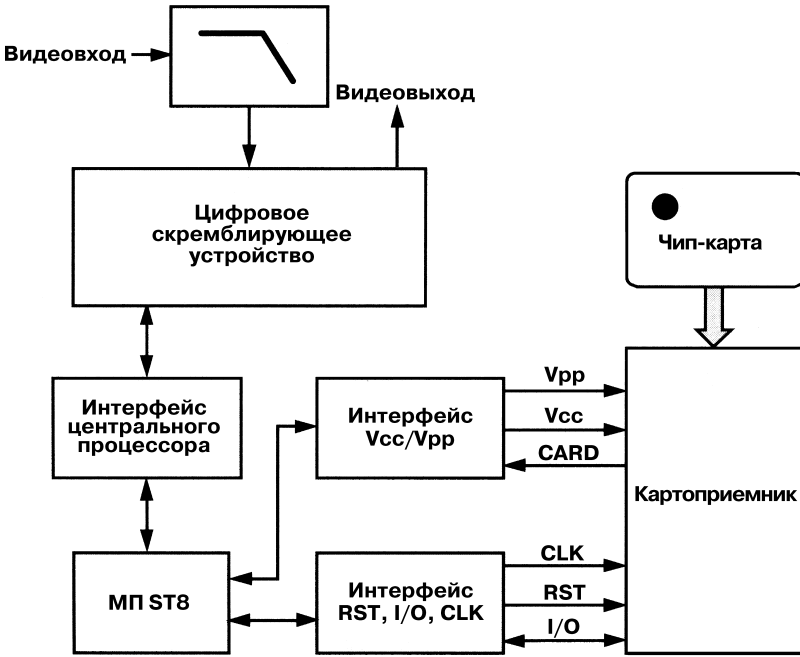 Видеовход
Видеовыход
Цифровое
скремблирующее
устройство
Чип-карта
Интерфейс
центрального
процессора
Интерфейс
Vcc/Vpp
Vpp
Vcc
CARD
Картоприемник
МП ST8
Интерфейс
RST, I/O, CLK
CLK
RST
I/O